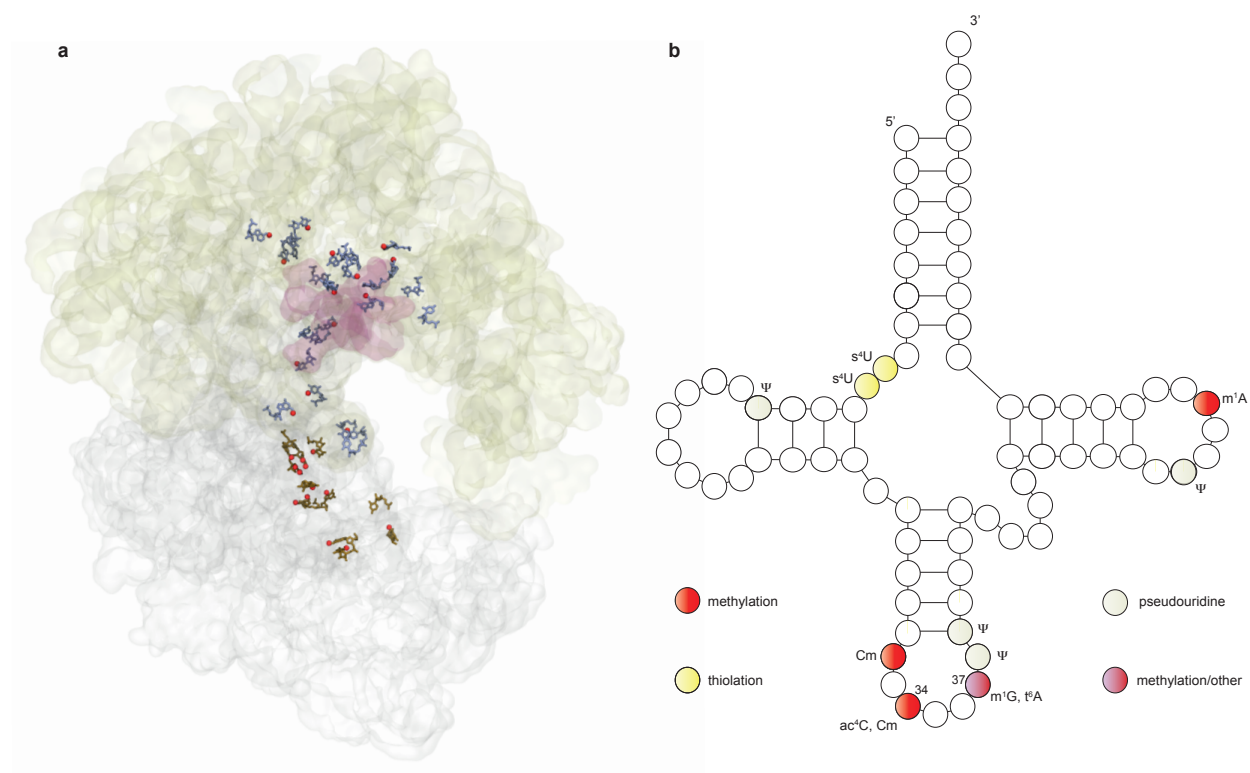 a
b
3'
5'
s⁴U
s⁴U
Ψ
m¹A
Ψ
Ψ
Cm
Ψ
34
37
m¹G, t⁶A
ac⁴C, Cm
methylation
pseudouridine
thiolation
methylation/other